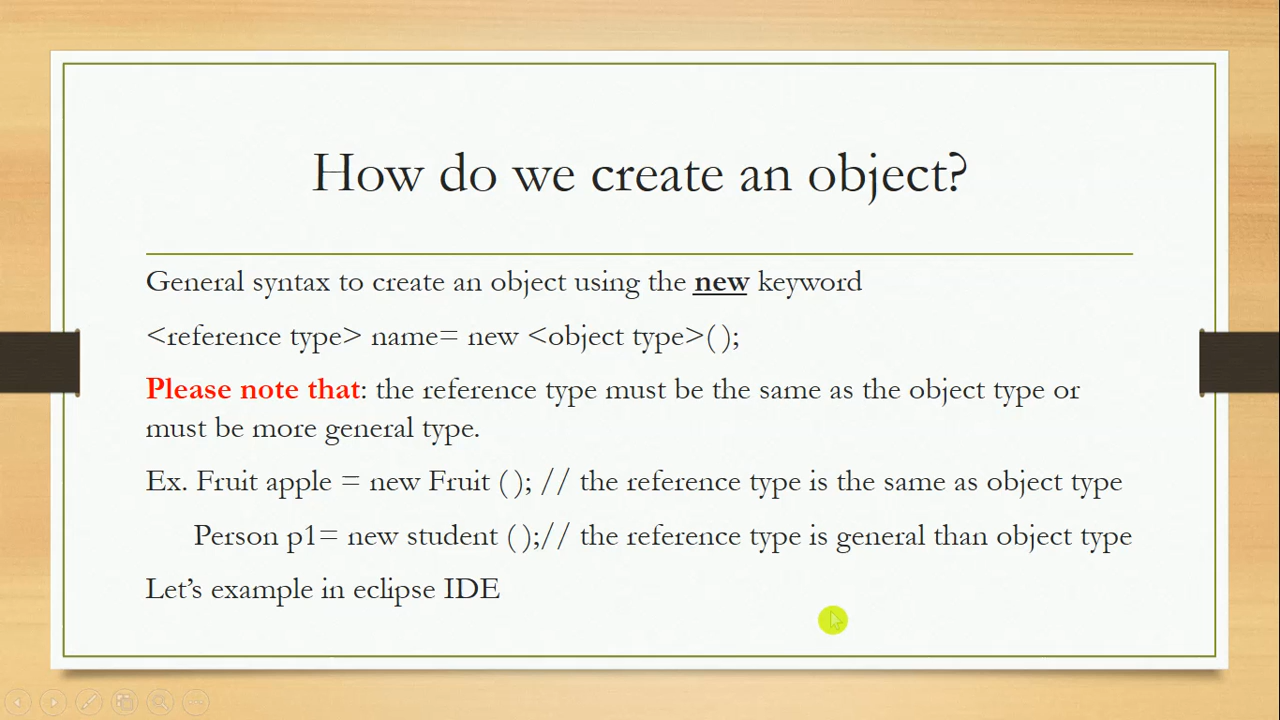 How do we create an object?
General syntax to create an object using the new keyword
<reference type> name= new <object type>( );
Please note that: the reference type must be the same as the object type or
must be more general type.
Ex. Fruit apple = new Fruit ( ); // the reference type is the same as object type
Person p1= new student ( );// the reference type is general than object type
Let’s example in eclipse IDE